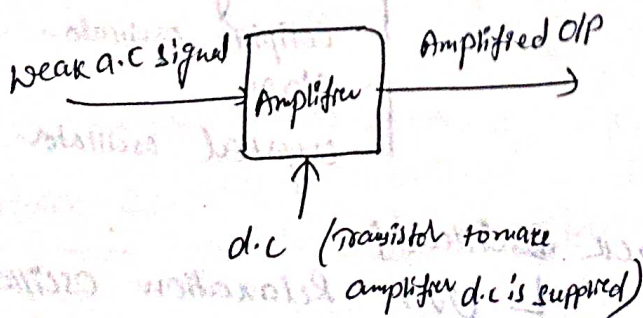 weak a.c signal
Amplified O/P
Amplifier
d.c (Transistor to make
amplifier d.c is supplied)